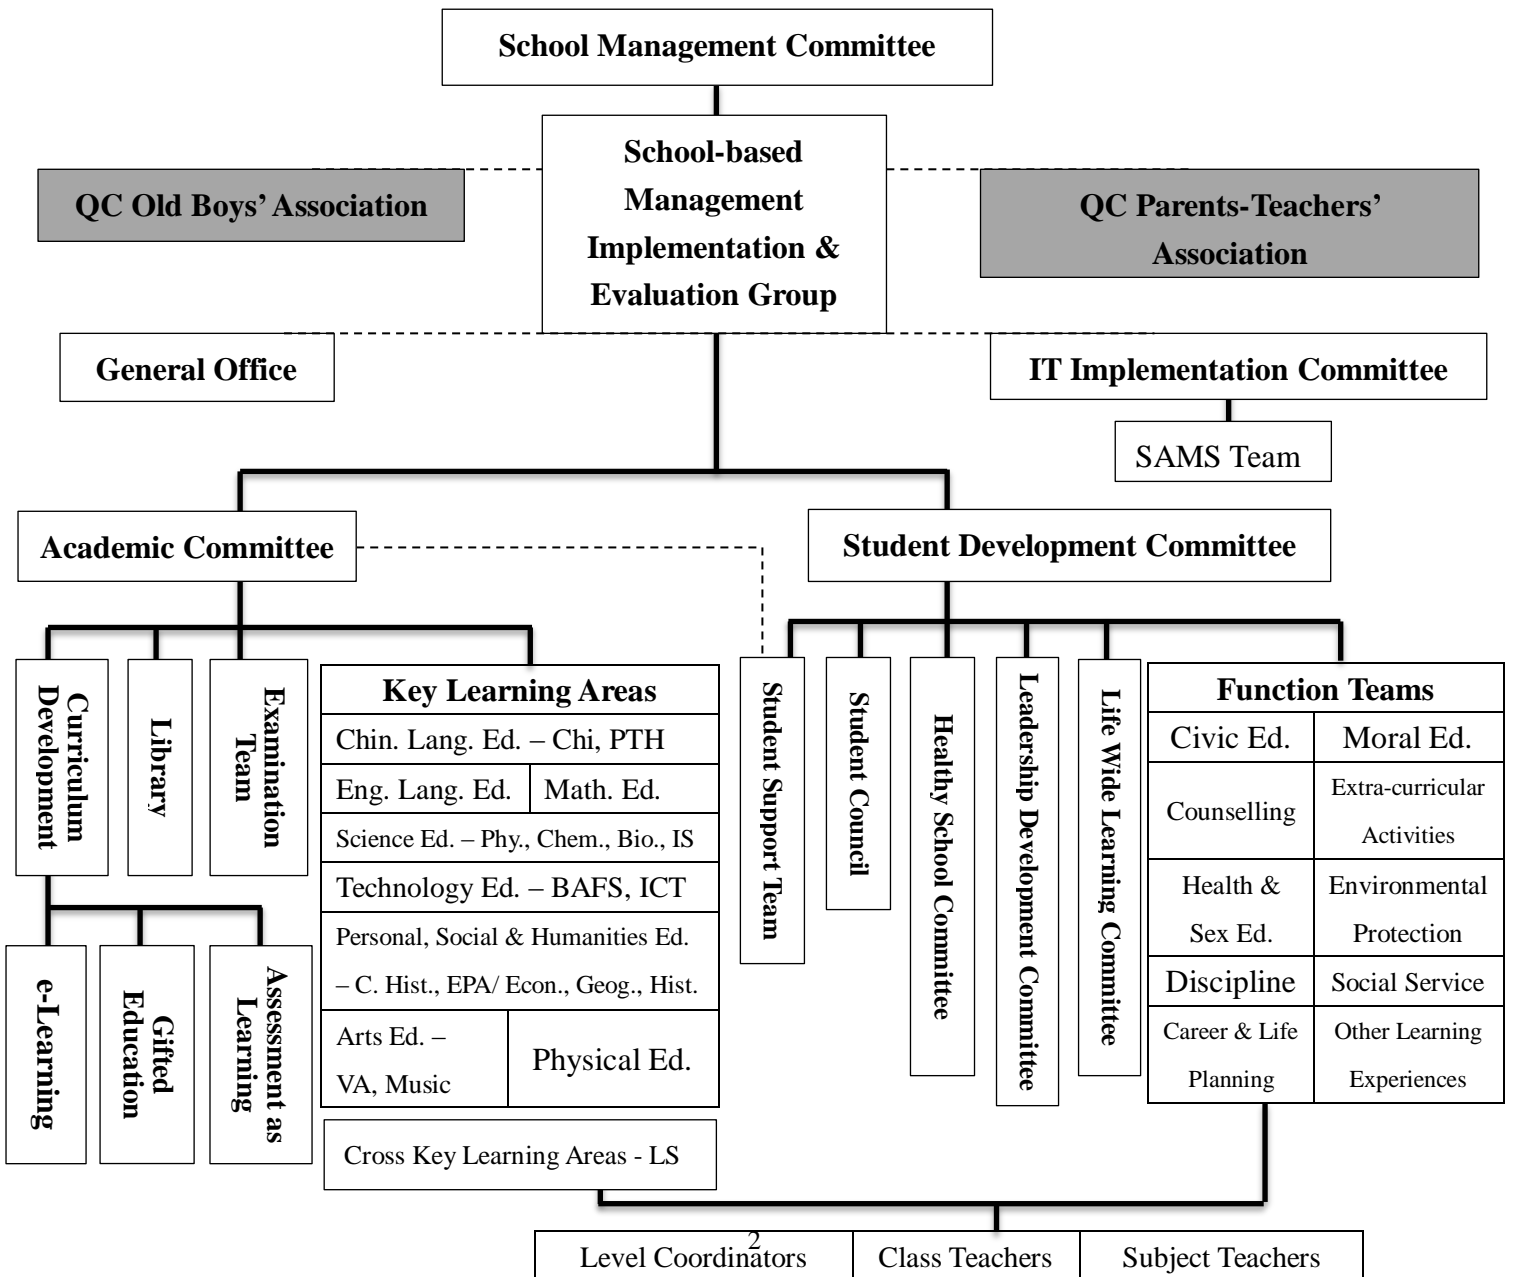 School Management Committee
School-based
Management
Implementation &
Evaluation Group
QC Old Boys’ Association
QC Parents-Teachers’
Association
General Office
IT Implementation Committee
SAMS Team
Academic Committee
Student Development Committee
Curriculum
Development
Library
Examination
Team
Key Learning Areas
Chin. Lang. Ed. – Chi, PTH
Eng. Lang. Ed.
Math. Ed.
Science Ed. – Phy., Chem., Bio., IS
Technology Ed. – BAFS, ICT
Personal, Social & Humanities Ed.
– C. Hist., EPA/ Econ., Geog., Hist.
Arts Ed. –
VA, Music
Physical Ed.
Cross Key Learning Areas - LS
e-Learning
Gifted
Education
Assessment as
Learning
Student Support Team
Student Council
Healthy School Committee
Leadership Development Committee
Life Wide Learning Committee
Function Teams
Civic Ed.
Moral Ed.
Counselling
Extra-curricular
Activities
Health &
Sex Ed.
Environmental
Protection
Discipline
Social Service
Career & Life
Planning
Other Learning
Experiences
Level Coordinators
Class Teachers
Subject Teachers
2